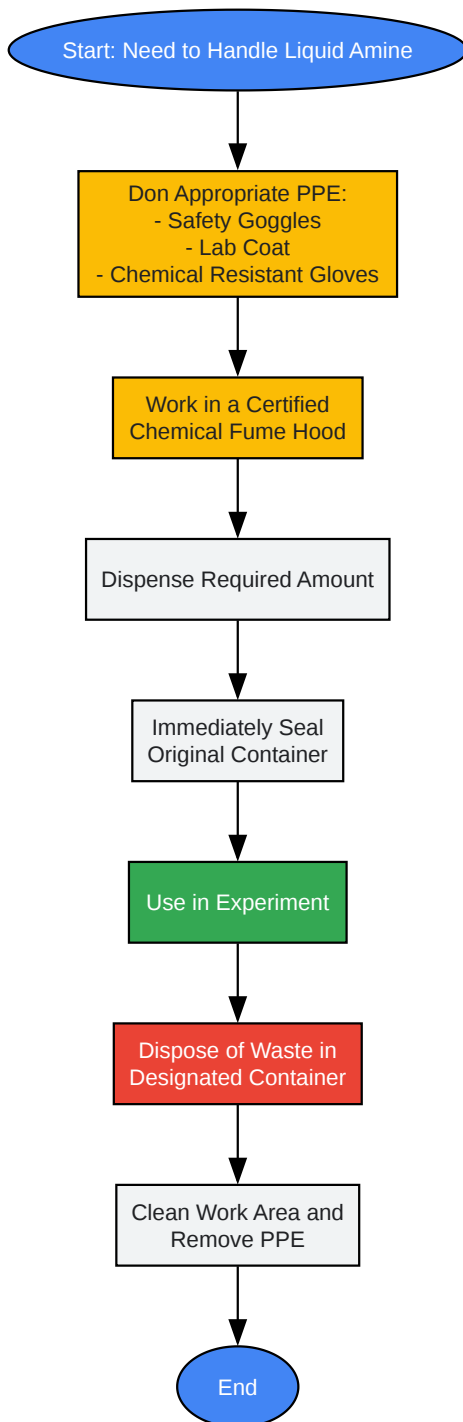 Start: Need to Handle Liquid Amine
Don Appropriate PPE:
- Safety Goggles
- Lab Coat
- Chemical Resistant Gloves
Work in a Certified
Chemical Fume Hood
Dispense Required Amount
Immediately Seal
Original Container
Use in Experiment
Dispose of Waste in
Designated Container
Clean Work Area and
Remove PPE
End